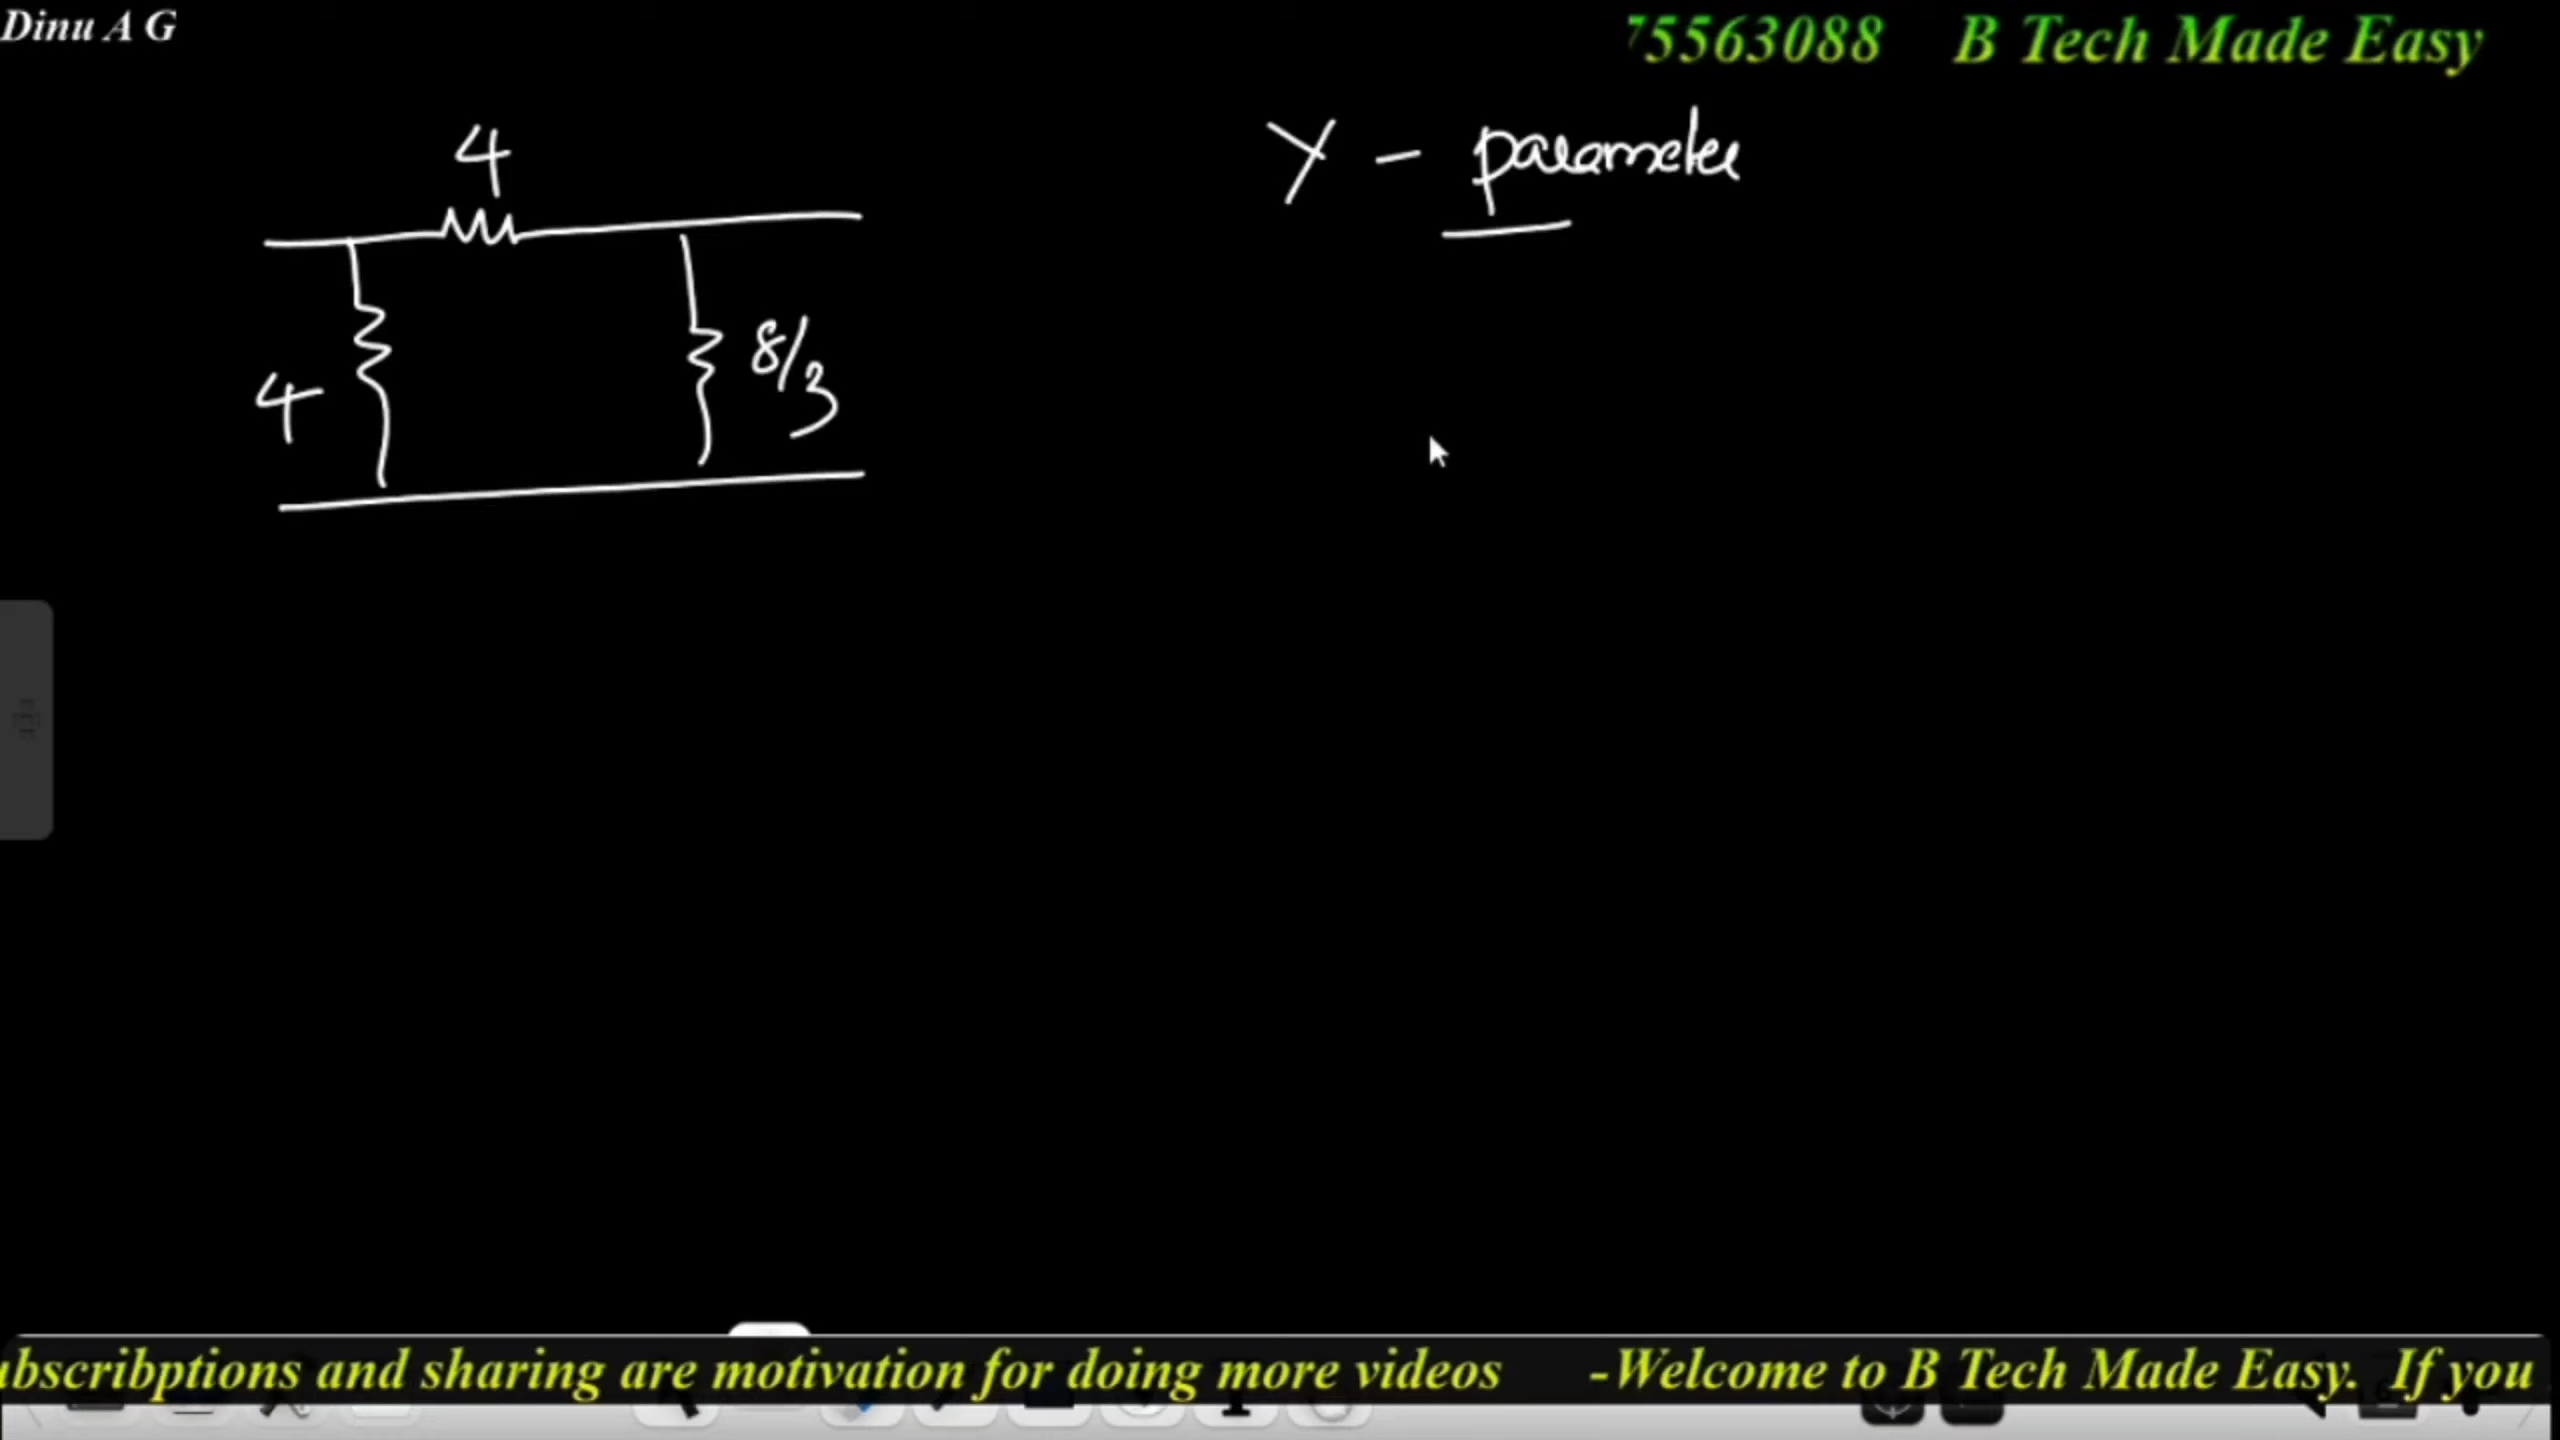 Dinu A G
75563088 B Tech Made Easy
4
Y - parameter
4
8/3
ubscribptions and sharing are motivation for doing more videos -Welcome to B Tech Made Easy. If you